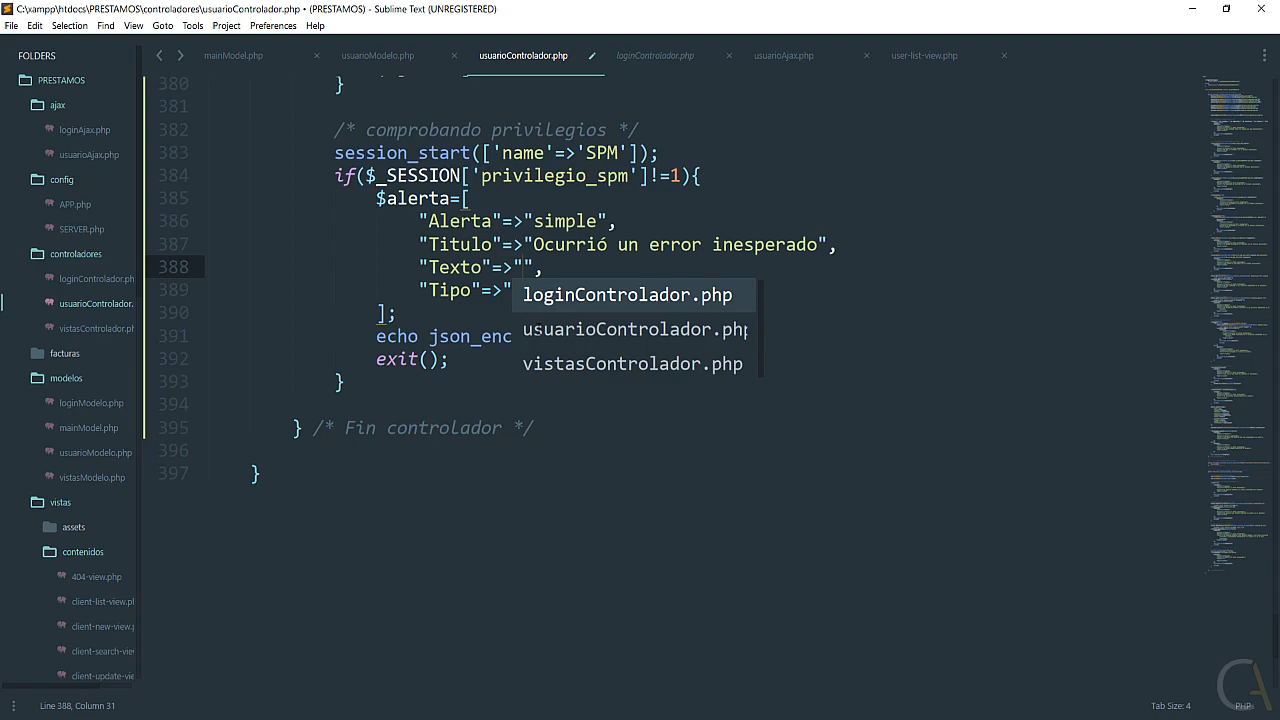 C:\xampp\htdocs\PRESTAMOS\controladores\usuarioControlador.php • (PRESTAMOS) - Sublime Text (UNREGISTERED)
File Edit Selection Find View Goto Tools Project Preferences Help
FOLDERS
PRESTAMOS
ajax
loginAjax.php
usuarioAjax.php
config
APP.php
SERVER.php
controladores
loginControlador.ph
usuarioControlador.
vistasControlador.ph
facturas
modelos
loginModelo.php
mainModel.php
usuarioModelo.php
vistasModelo.php
vistas
assets
contenidos
404-view.php
client-list-view.pl
client-new-view.p
client-search-vie
client-update-vie
mainModel.php usuarioModelo.php usuarioControlador.php loginControlador.php usuarioAjax.php user-list-view.php
380 }
381
382 /* comprobando privilegios */
383 session_start(['name'=>'SPM']);
384 if($_SESSION['privilegio_spm']!=1){
385 $alerta=[
386 "Alerta"=>"simple",
387 "Titulo"=>"Ocurrió un error inesperado",
388 "Texto"=>"",
389 "Tipo"=>"
390 ];
391 echo json_enc
392 exit();
393 }
394
395 } /* Fin controlador */
396
397 }
loginControlador.php
usuarioControlador.php
vistasControlador.php
Line 388, Column 31
Tab Size: 4
PHP
CA